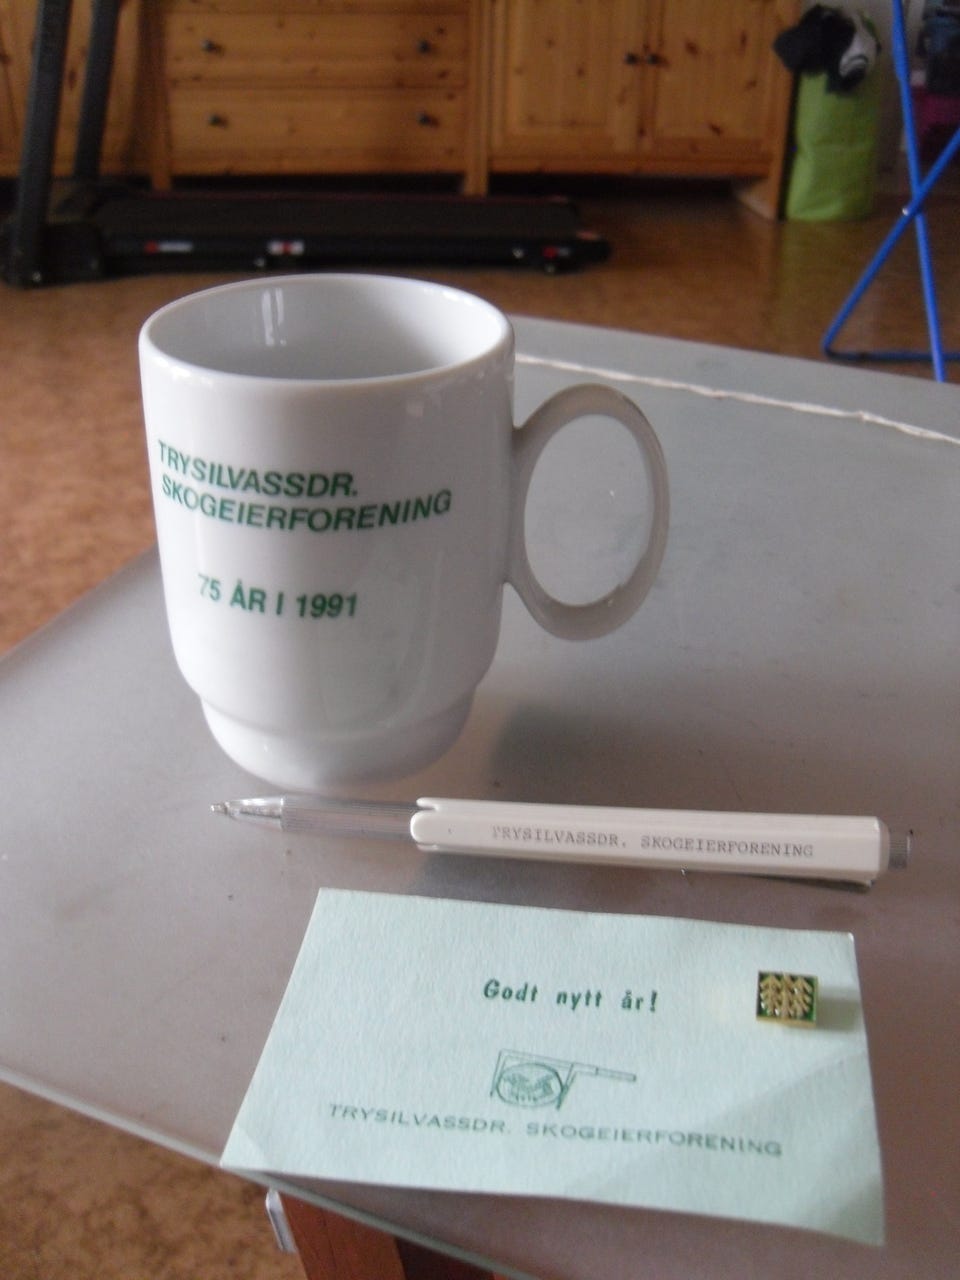 TRYSILVASSDR.
SKOGEIERFORENING
75 ÅR I 1991
TRYSILVASSDR. SKOGEIERFORENING
Godt nytt år!
TRYSILVASSDR. SKOGEIERFORENING